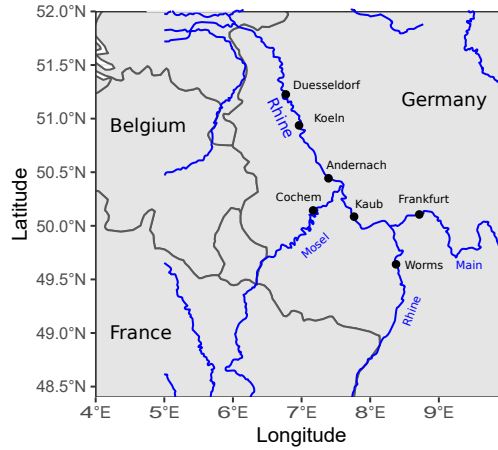 52.0°N
51.5°N
51.0°N
50.5°N
50.0°N
49.5°N
49.0°N
48.5°N
Latitude
Duesseldorf
Germany
Rhine
Koeln
Belgium
Andernach
Cochem
Kaub
Frankfurt
Mosel
Worms
Main
Rhine
France
4°E
5°E
6°E
7°E
8°E
9°E
Longitude